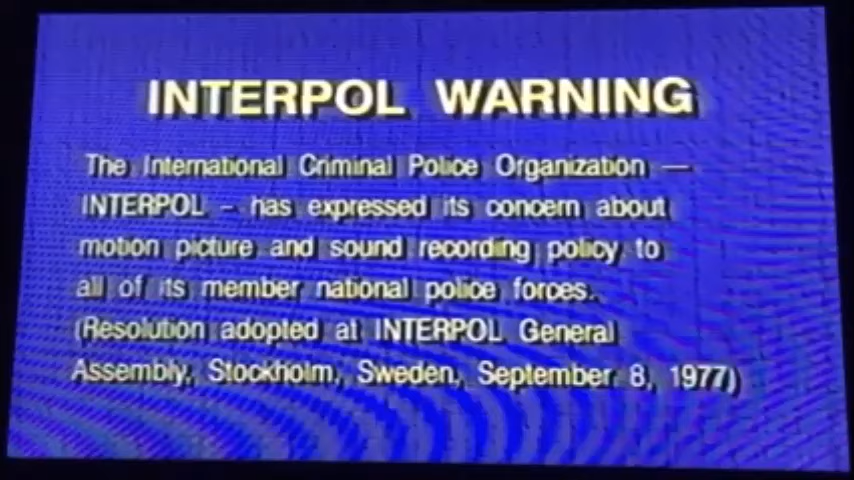 INTERPOL WARNING
The International Criminal Police Organization —
INTERPOL – has expressed its concern about
motion picture and sound recording policy to
all of its member national police forces.
(Resolution adopted at INTERPOL General
Assembly, Stockholm, Sweden, September 8, 1977)